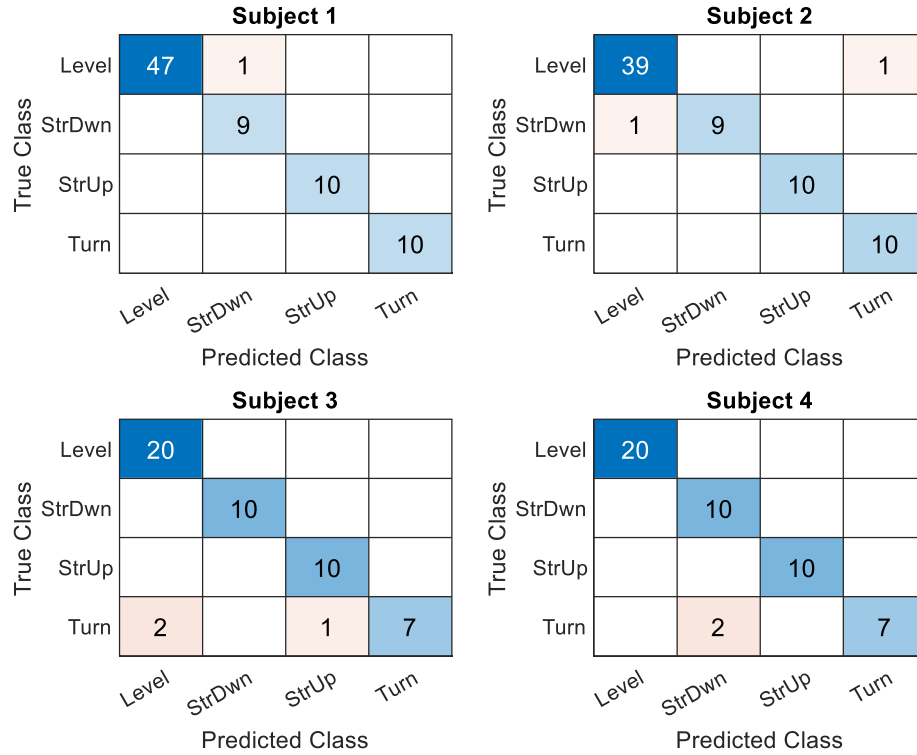 Subject 1
Level 47 1
StrDwn 9
StrUp 10
Turn 10
True Class
Level StrDwn StrUp Turn
Predicted Class
Subject 2
Level 39 1
StrDwn 1 9
StrUp 10
Turn 10
True Class
Level StrDwn StrUp Turn
Predicted Class
Subject 3
Level 20
StrDwn 10
StrUp 10
Turn 2 1 7
True Class
Level StrDwn StrUp Turn
Predicted Class
Subject 4
Level 20
StrDwn 10
StrUp 10
Turn 2 7
True Class
Level StrDwn StrUp Turn
Predicted Class